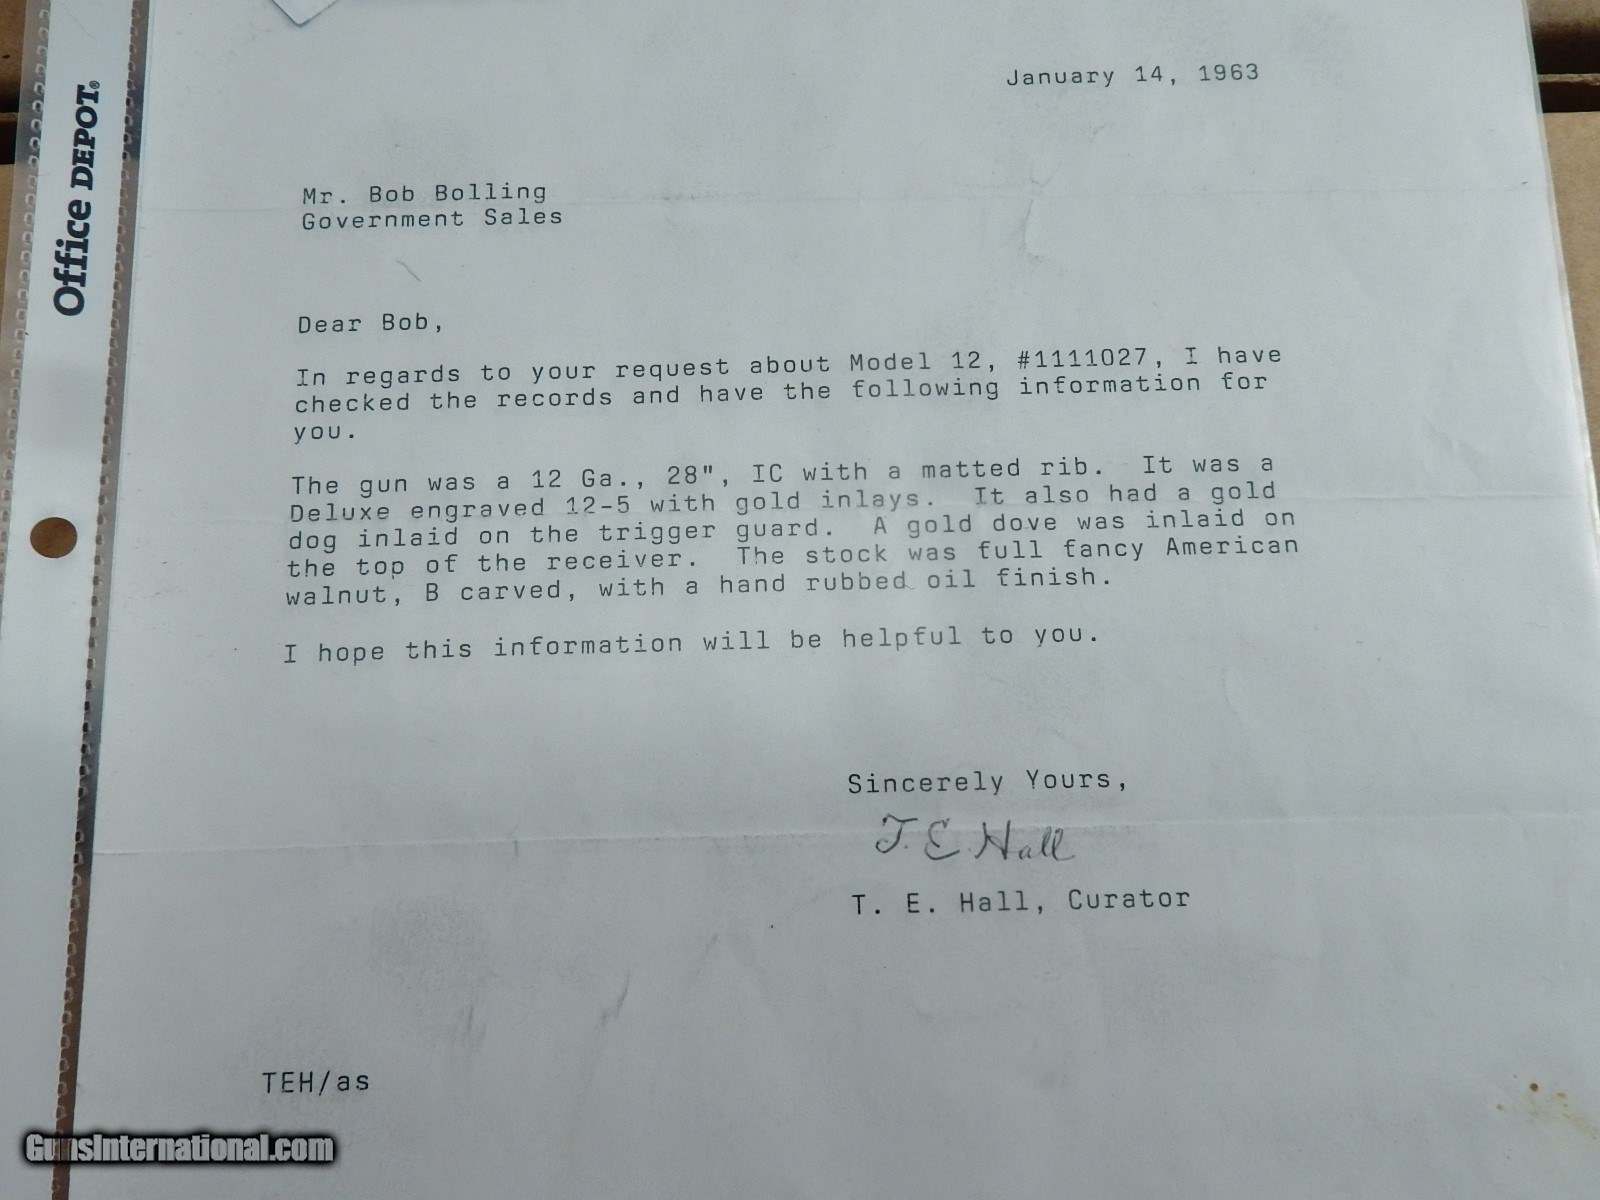 Office DEPOT®
January 14, 1963
Mr. Bob Bolling
Government Sales
Dear Bob,
In regards to your request about Model 12, #1111027, I have
checked the records and have the following information for
you.
The gun was a 12 Ga., 28", IC with a matted rib. It was a
Deluxe engraved 12-5 with gold inlays. It also had a gold
dog inlaid on the trigger guard. A gold dove was inlaid on
the top of the receiver. The stock was full fancy American
walnut, B carved, with a hand rubbed oil finish.
I hope this information will be helpful to you.
Sincerely Yours,
T. E. Hall
T. E. Hall, Curator
TEH/as
GunsInternational.com